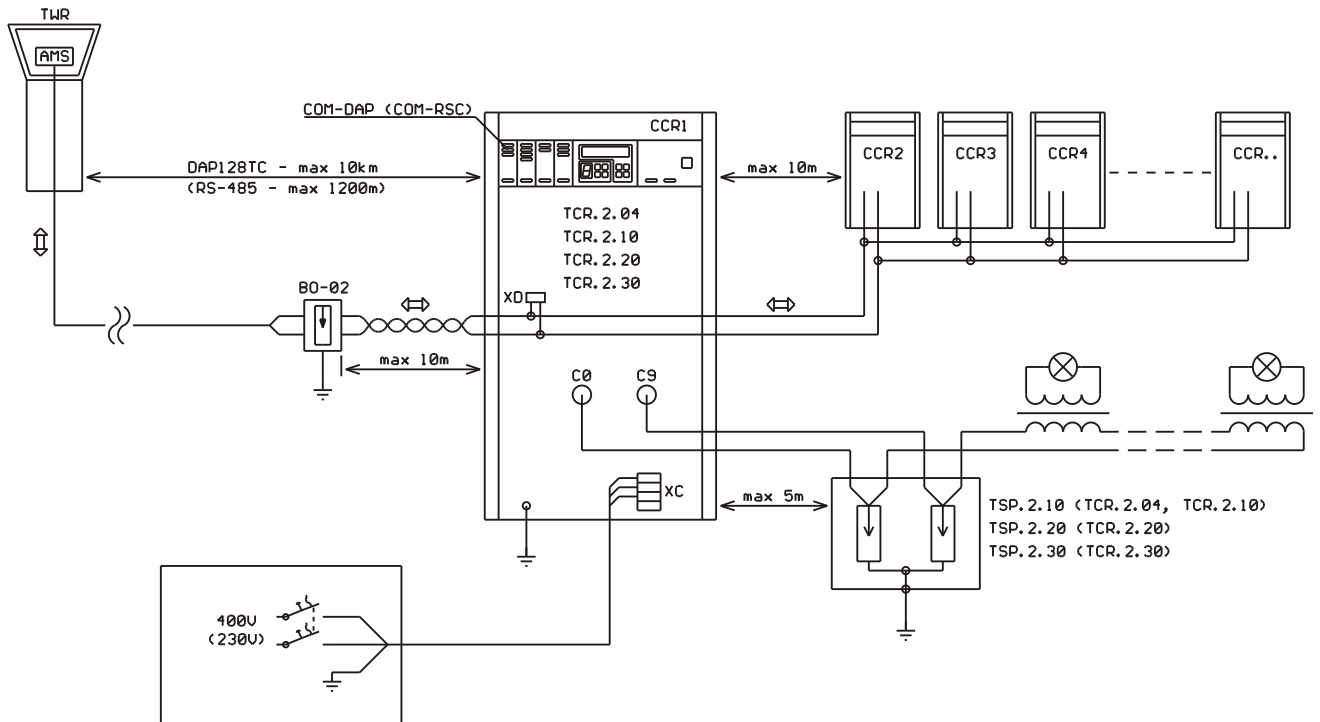 TWR
AMS
COM-DAP (COM-RSC)
CCR1
CCR2
CCR3
CCR4
CCR..
DAP128TC - max 10km
(RS-485 - max 1200m)
max 10m
TCR.2.04
TCR.2.10
TCR.2.20
TCR.2.30
BO-02
XD
max 10m
C0
C9
XC
max 5m
TSP.2.10 (TCR.2.04, TCR.2.10)
TSP.2.20 (TCR.2.20)
TSP.2.30 (TCR.2.30)
400V
(230V)